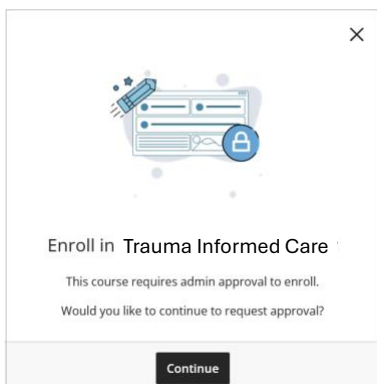 Enroll in Trauma Informed Care
This course requires admin approval to enroll.
Would you like to continue to request approval?
Continue